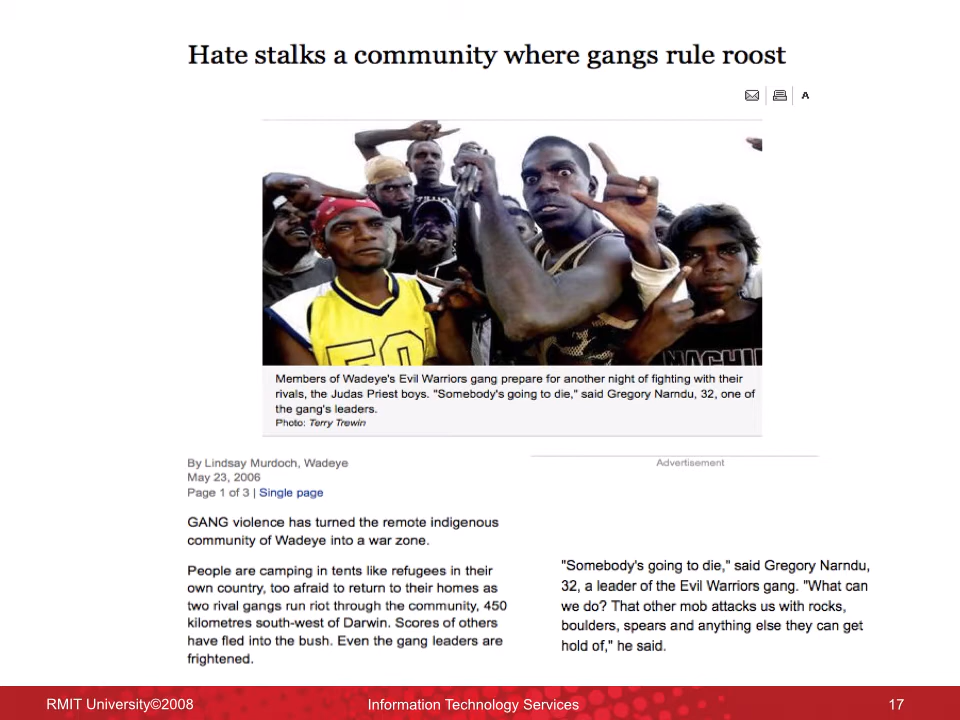 Hate stalks a community where gangs rule roost
A
50
MACHI
Members of Wadeye's Evil Warriors gang prepare for another night of fighting with their
rivals, the Judas Priest boys. "Somebody's going to die," said Gregory Narndu, 32, one of
the gang's leaders.
Photo: Terry Trewin
By Lindsay Murdoch, Wadeye
May 23, 2006
Page 1 of 3 | Single page
Advertisement
GANG violence has turned the remote indigenous
community of Wadeye into a war zone.
People are camping in tents like refugees in their
own country, too afraid to return to their homes as
two rival gangs run riot through the community, 450
kilometres south-west of Darwin. Scores of others
have fled into the bush. Even the gang leaders are
frightened.
"Somebody's going to die," said Gregory Narndu,
32, a leader of the Evil Warriors gang. "What can
we do? That other mob attacks us with rocks,
boulders, spears and anything else they can get
hold of," he said.
RMIT University©2008
Information Technology Services
17